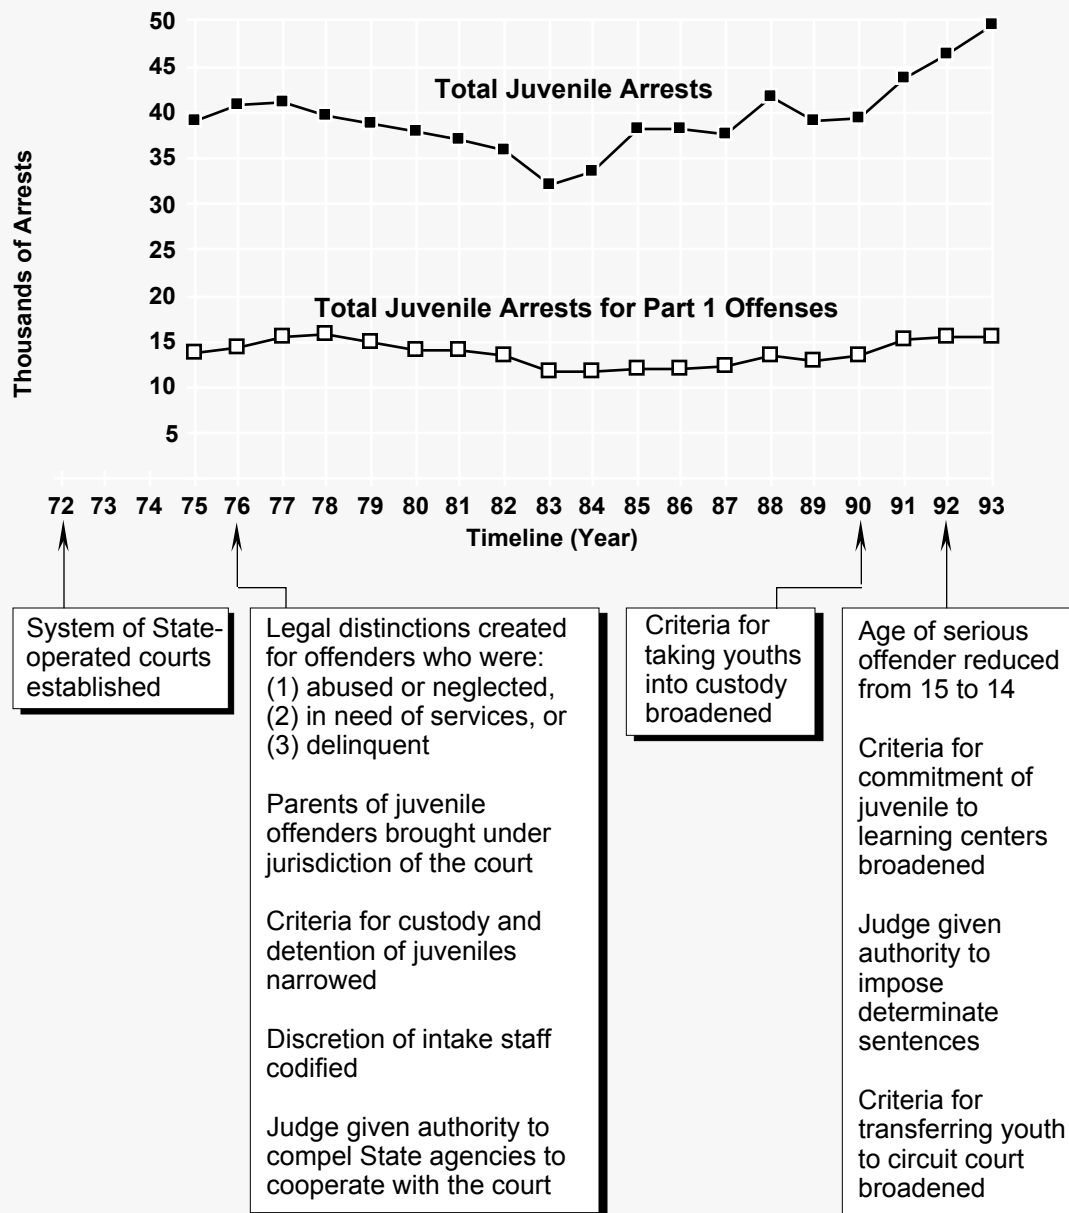 50
45
40
35
30
25
20
15
10
5
Thousands of Arrests
Total Juvenile Arrests
Total Juvenile Arrests for Part 1 Offenses
72 73 74 75 76 77 78 79 80 81 82 83 84 85 86 87 88 89 90 91 92 93
Timeline (Year)
System of State-
operated courts
established
Legal distinctions created
for offenders who were:
(1) abused or neglected,
(2) in need of services, or
(3) delinquent
Parents of juvenile
offenders brought under
jurisdiction of the court
Criteria for custody and
detention of juveniles
narrowed
Discretion of intake staff
codified
Judge given authority to
compel State agencies to
cooperate with the court
Criteria for
taking youths
into custody
broadened
Age of serious
offender reduced
from 15 to 14
Criteria for
commitment of
juvenile to
learning centers
broadened
Judge given
authority to
impose
determinate
sentences
Criteria for
transferring youth
to circuit court
broadened